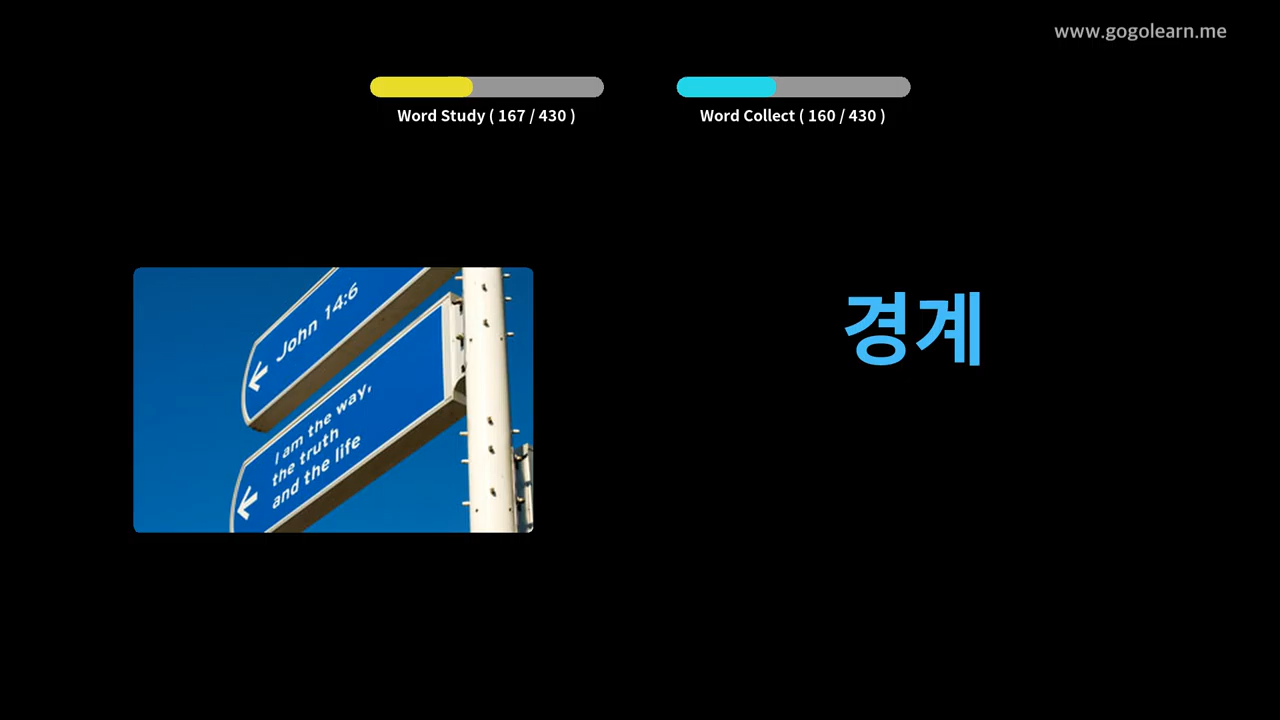 www.gogolearn.me
Word Study ( 167 / 430 )
Word Collect ( 160 / 430 )
John 14:6
I am the way,
the truth
and the life
경계